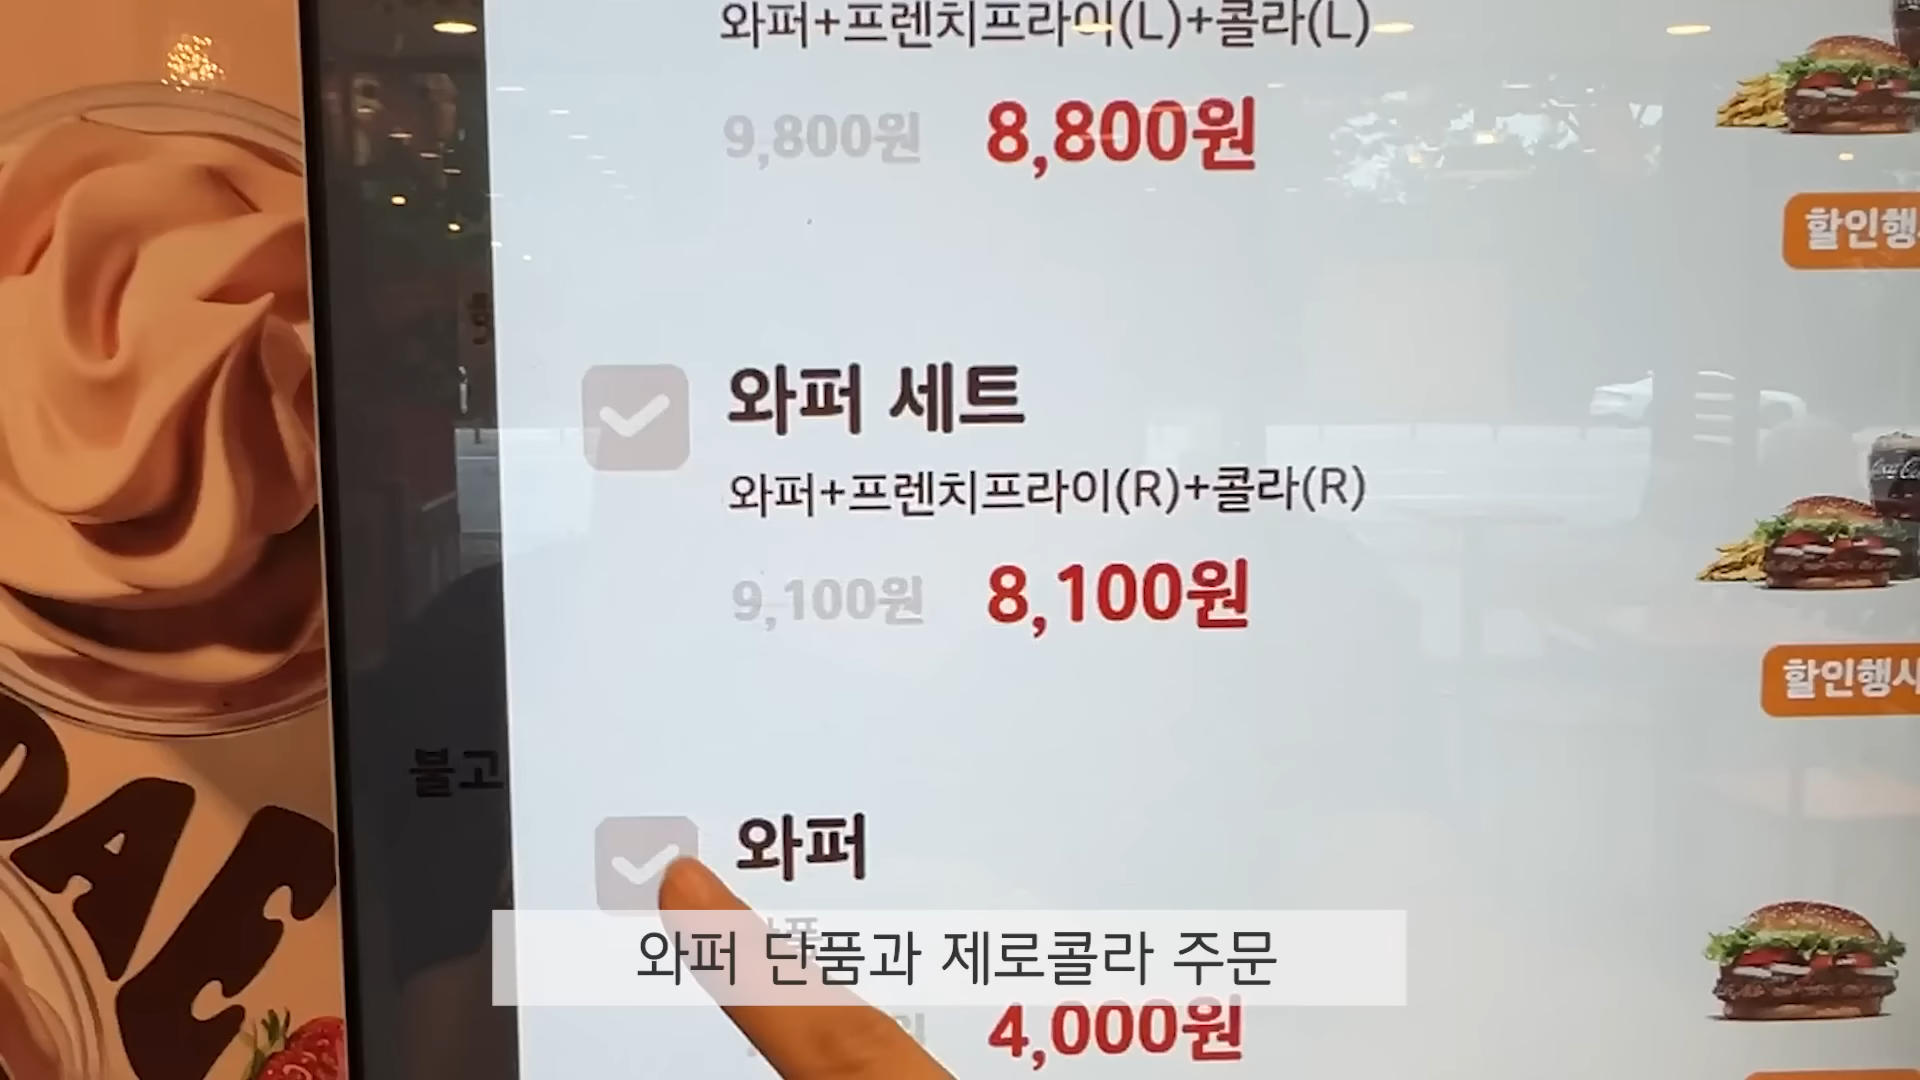 와퍼+프렌치프라이(L)+콜라(L)
9,800원 8,800원
할인행
와퍼 세트
와퍼+프렌치프라이(R)+콜라(R)
9,100원 8,100원
할인행사
불고
와퍼
와퍼 단품과 제로콜라 주문
4,000원